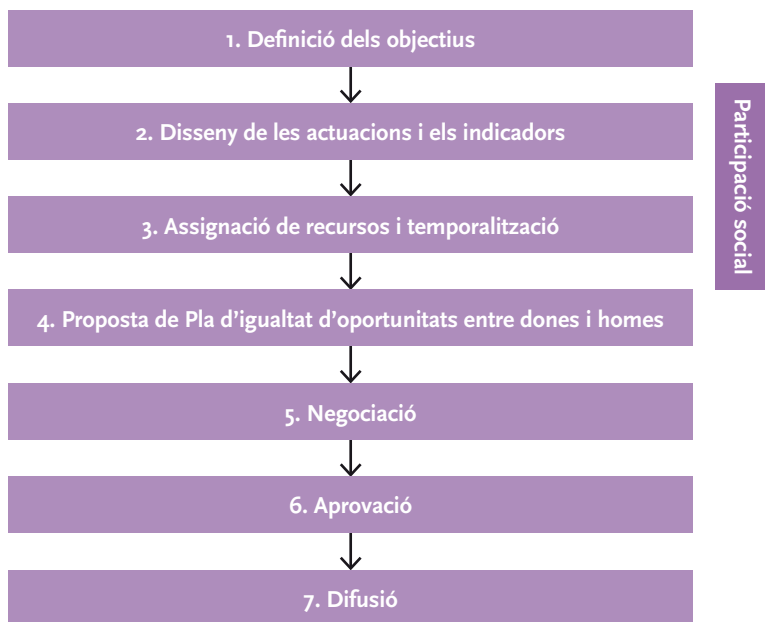 1. Definició dels objectius
2. Disseny de les actuacions i els indicadors
3. Assignació de recursos i temporalització
4. Proposta de Pla d’igualtat d’oportunitats entre dones i homes
5. Negociació
6. Aprovació
7. Difusió
Participació social